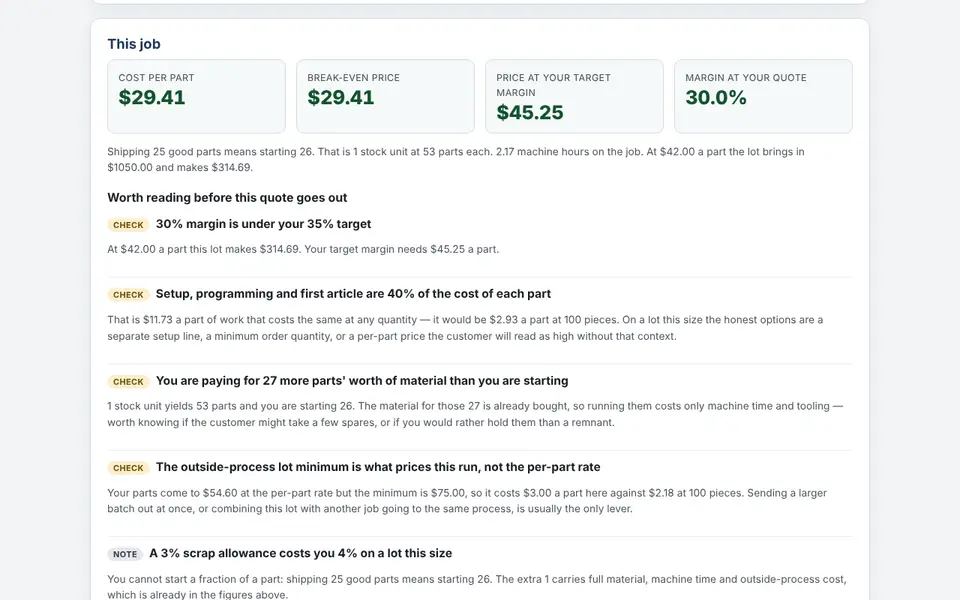 This job
COST PER PART
$29.41
BREAK-EVEN PRICE
$29.41
PRICE AT YOUR TARGET
MARGIN
$45.25
MARGIN AT YOUR QUOTE
30.0%
Shipping 25 good parts means starting 26. That is 1 stock unit at 53 parts each. 2.17 machine hours on the job. At $42.00 a part the lot brings in
$1050.00 and makes $314.69.
Worth reading before this quote goes out
CHECK 30% margin is under your 35% target
At $42.00 a part this lot makes $314.69. Your target margin needs $45.25 a part.
CHECK Setup, programming and first article are 40% of the cost of each part
That is $11.73 a part of work that costs the same at any quantity — it would be $2.93 a part at 100 pieces. On a lot this size the honest options are a
separate setup line, a minimum order quantity, or a per-part price the customer will read as high without that context.
CHECK You are paying for 27 more parts' worth of material than you are starting
1 stock unit yields 53 parts and you are starting 26. The material for those 27 is already bought, so running them costs only machine time and tooling —
worth knowing if the customer might take a few spares, or if you would rather hold them than a remnant.
CHECK The outside-process lot minimum is what prices this run, not the per-part rate
Your parts come to $54.60 at the per-part rate but the minimum is $75.00, so it costs $3.00 a part here against $2.18 at 100 pieces. Sending a larger
batch out at once, or combining this lot with another job going to the same process, is usually the only lever.
NOTE A 3% scrap allowance costs you 4% on a lot this size
You cannot start a fraction of a part: shipping 25 good parts means starting 26. The extra 1 carries full material, machine time and outside-process cost,
which is already in the figures above.